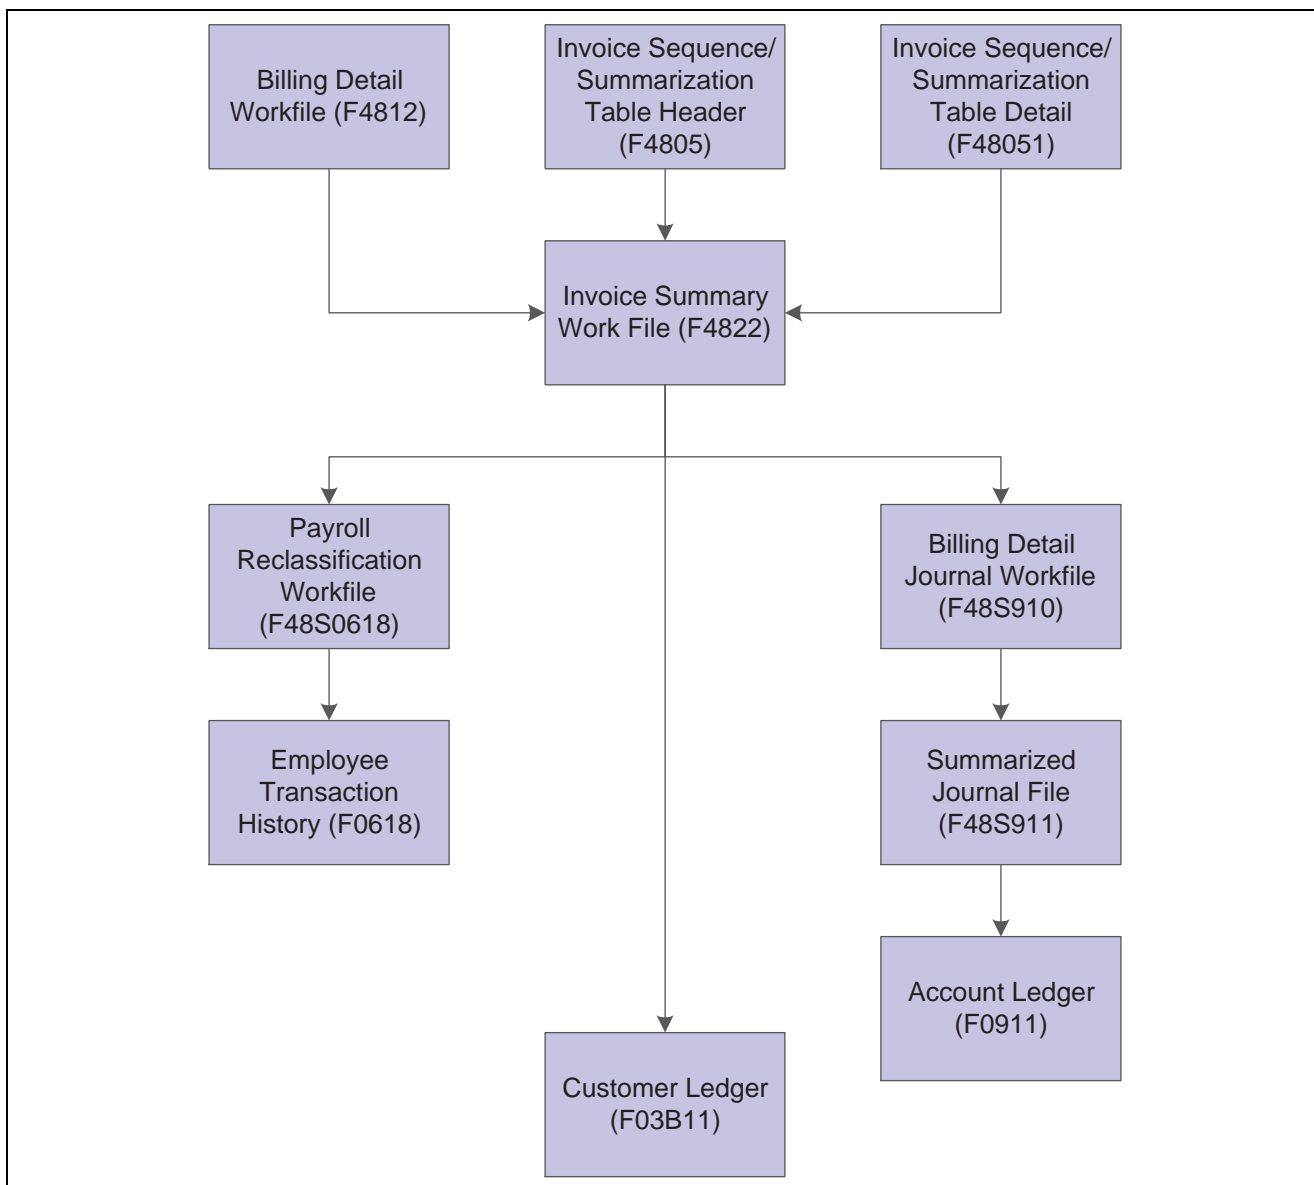 Billing Detail
Workfile (F4812)
Invoice Sequence/
Summarization
Table Header
(F4805)
Invoice Sequence/
Summarization
Table Detail
(F48051)
Invoice Summary
Work File (F4822)
Payroll
Reclassification
Workfile
(F48S0618)
Billing Detail
Journal Workfile
(F48S910)
Employee
Transaction
History (F0618)
Summarized
Journal File
(F48S911)
Account Ledger
(F0911)
Customer Ledger
(F03B11)